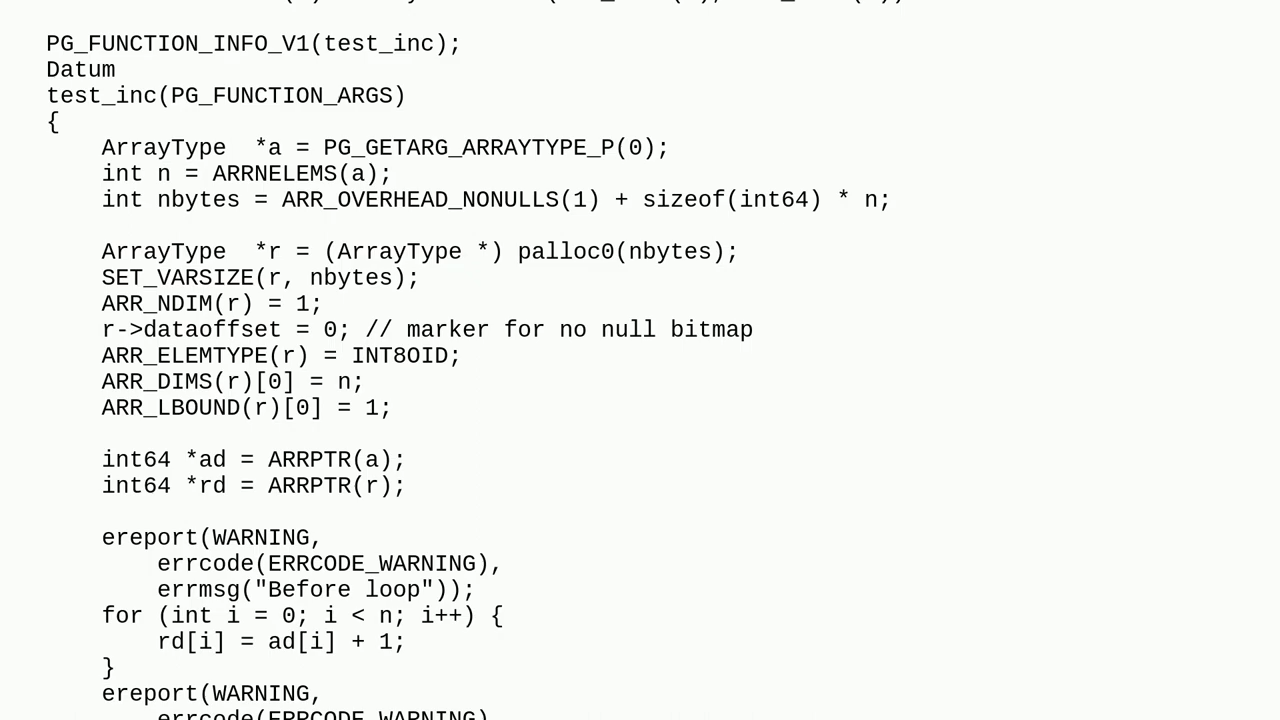 PG_FUNCTION_INFO_V1(test_inc);
Datum
test_inc(PG_FUNCTION_ARGS)
{
    ArrayType  *a = PG_GETARG_ARRAYTYPE_P(0);
    int n = ARRNELEMS(a);
    int nbytes = ARR_OVERHEAD_NONULLS(1) + sizeof(int64) * n;
    ArrayType  *r = (ArrayType *) palloc0(nbytes);
    SET_VARSIZE(r, nbytes);
    ARR_NDIM(r) = 1;
    r->dataoffset = 0; // marker for no null bitmap
    ARR_ELEMTYPE(r) = INT8OID;
    ARR_DIMS(r)[0] = n;
    ARR_LBOUND(r)[0] = 1;
    int64 *ad = ARRPTR(a);
    int64 *rd = ARRPTR(r);
    ereport(WARNING,
        errcode(ERRCODE_WARNING),
        errmsg("Before loop"));
    for (int i = 0; i < n; i++) {
        rd[i] = ad[i] + 1;
    }
    ereport(WARNING,
        errcode(ERRCODE_WARNING),